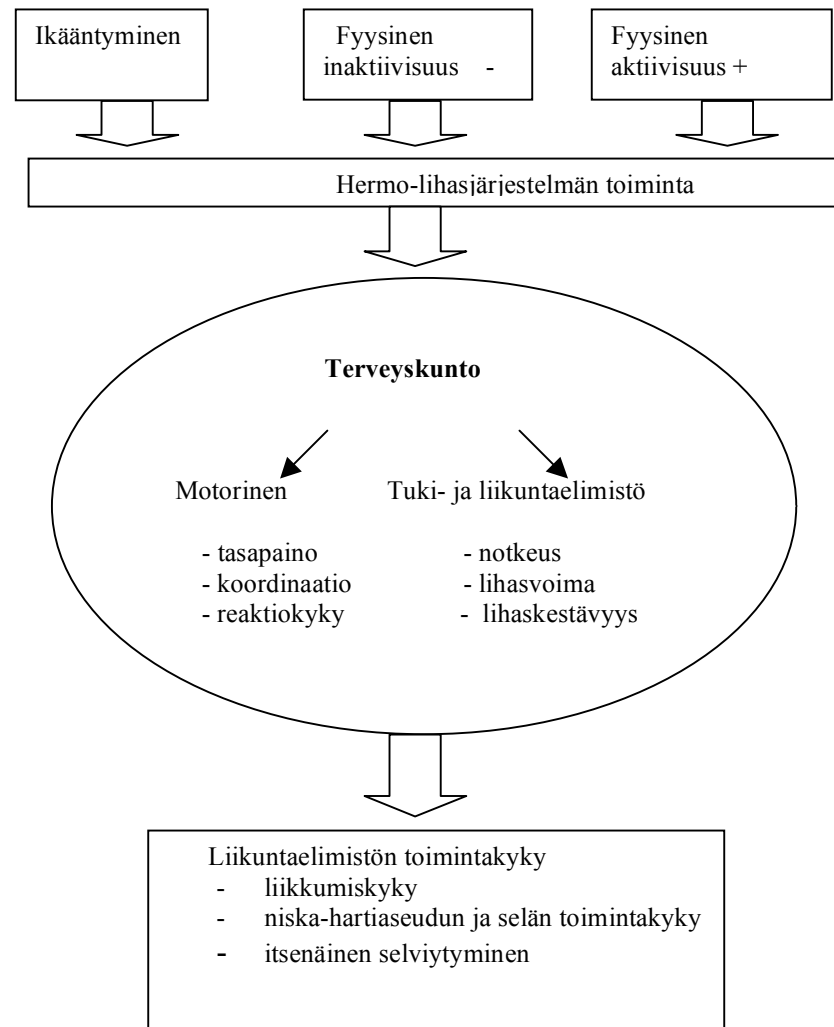 Ikääntyminen
Fyysinen
inaktiivisuus -
Fyysinen
aktiivisuus +
Hermo-lihasjärjestelmän toiminta
Terveyskunto
Motorinen
- tasapaino
- koordinaatio
- reaktiokyky
Tuki- ja liikuntaelimistö
- notkeus
- lihasvoima
- lihaskestävyys
Liikuntaelimistön toimintakyky
- liikkumiskyky
- niska-hartiaseudun ja selän toimintakyky
- itsenäinen selviytyminen